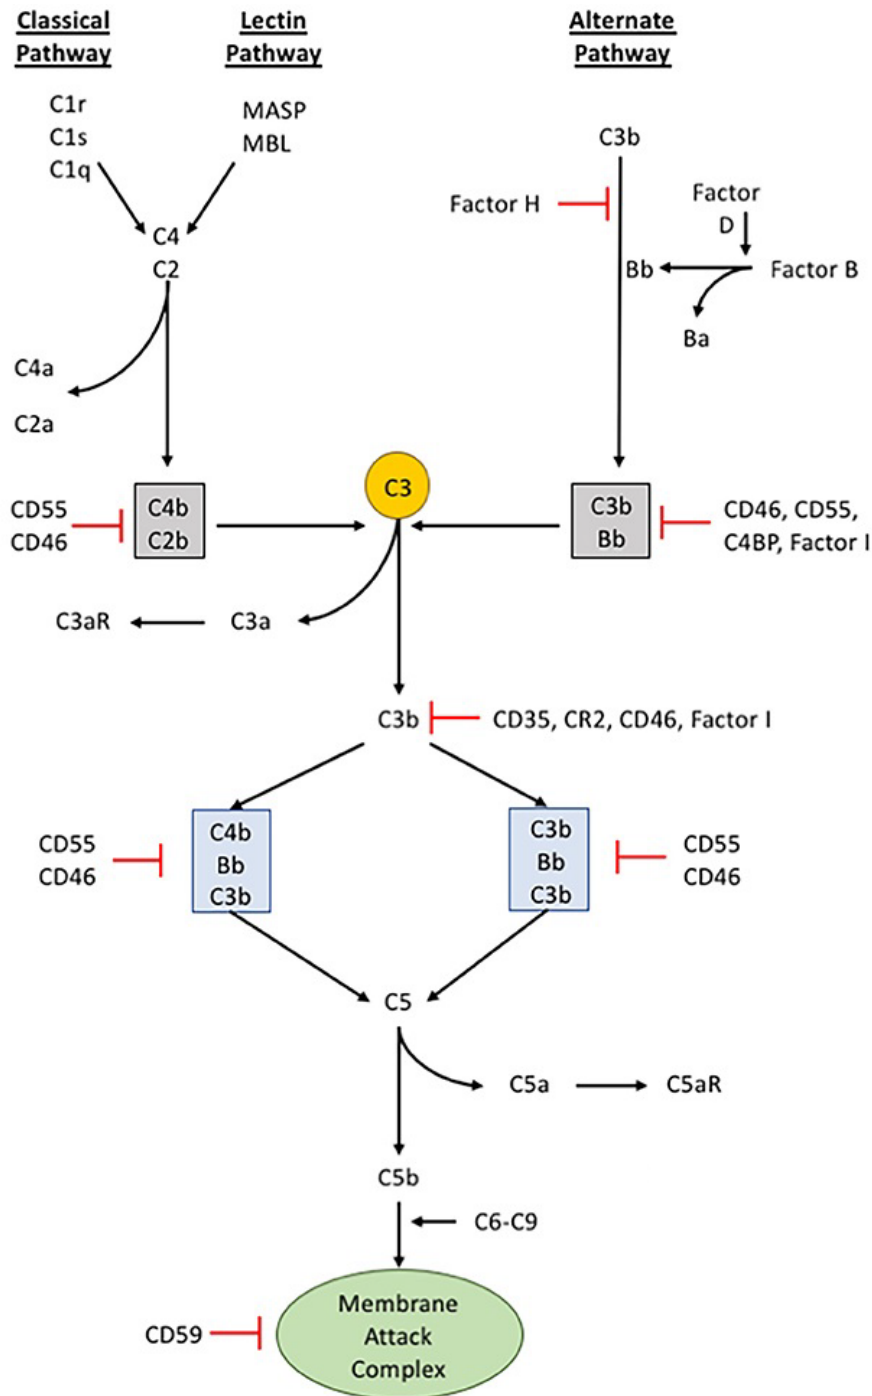 Classical
Pathway
Lectin
Pathway
Alternate
Pathway
C1r
C1s
C1q
MASP
MBL
C3b
Factor H
Factor
D
C4
C2
Bb
Factor B
Ba
C4a
C2a
C3
CD55
CD46
C4b
C2b
C3b
Bb
CD46, CD55,
C4BP, Factor I
C3aR
C3a
C3b
CD35, CR2, CD46, Factor I
CD55
CD46
C4b
Bb
C3b
C3b
Bb
C3b
CD55
CD46
C5
C5a
C5aR
C5b
C6-C9
CD59
Membrane
Attack
Complex